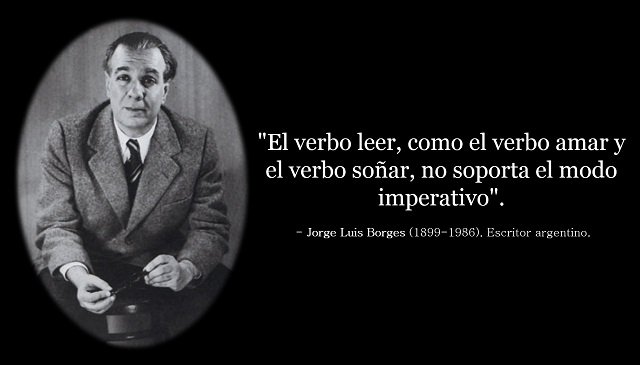 "El verbo leer, como el verbo amar y
el verbo soñar, no soporta el modo
imperativo".
- Jorge Luis Borges (1899-1986). Escritor argentino.